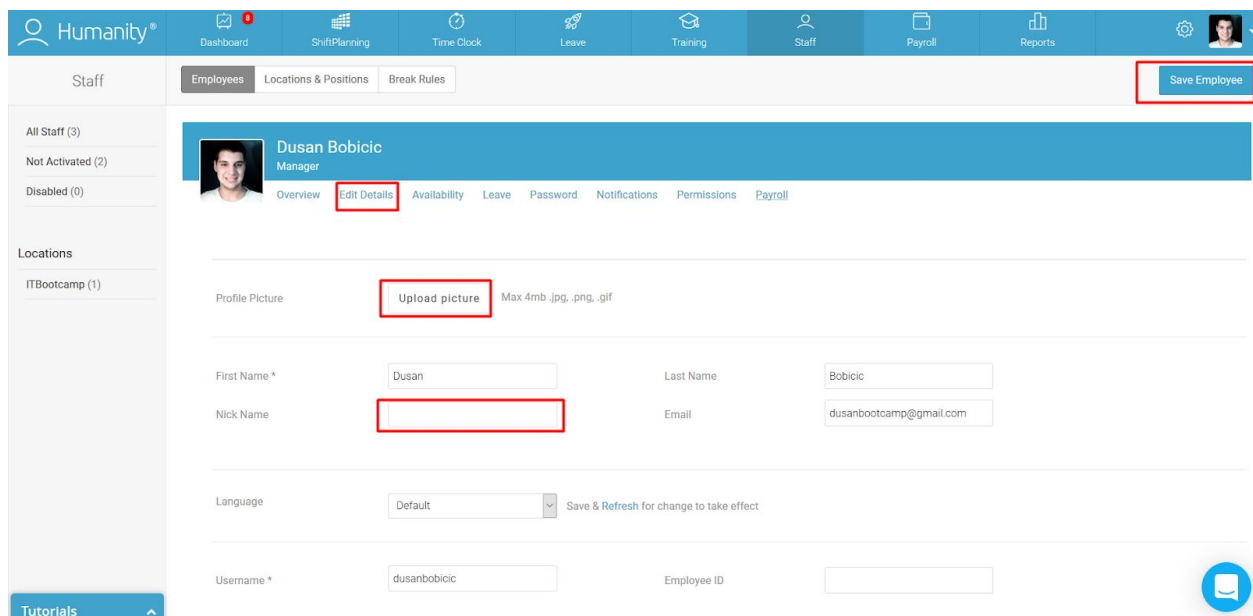 Humanity®
8
Dashboard ShiftPlanning Time Clock Leave Training Staff Payroll Reports
Staff
Employees Locations & Positions Break Rules
Save Employee
All Staff (3)
Not Activated (2)
Disabled (0)
Locations
ITBootcamp (1)
Dusan Bobicic
Manager
Overview Edit Details Availability Leave Password Notifications Permissions Payroll
Profile Picture Upload picture Max 4mb .jpg, .png, .gif
First Name * Dusan Last Name Bobicic
Nick Name Email dusanbootcamp@gmail.com
Language Default Save & Refresh for change to take effect
Username * dusanbobicic Employee ID
Tutorials